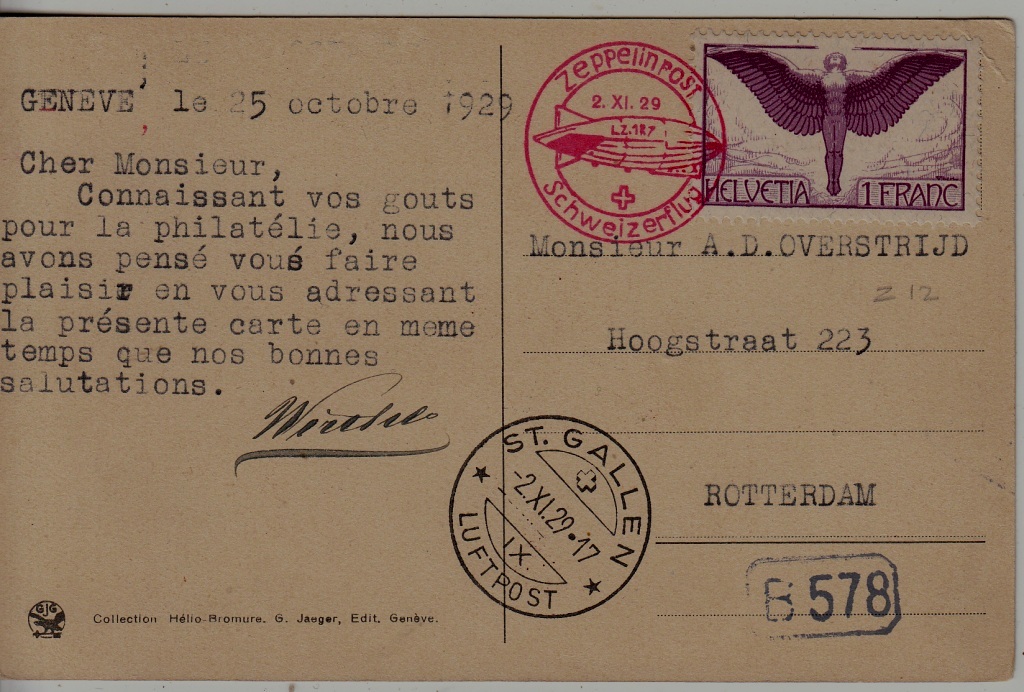 GENEVE, le 25 octobre 1929
Cher Monsieur,
Connaissant vos gouts
pour la philatélie, nous
avons pensé vous faire
plaisir en vous adressant
la présente carte en meme
temps que nos bonnes
salutations.
GJG
Collection Hélio-Bromure. G. Jaeger, Edit. Genève.
Zeppelinpost
2. XI. 29
L.Z. 127
Schweizerflug
HELVETIA 1 FRANC
Monsieur A.D.OVERSTRIJD
Z 12
Hoogstraat 223
ROTTERDAM
ST. GALLEN
-2.XI.29•17
IX.
LUFTPOST
B 578